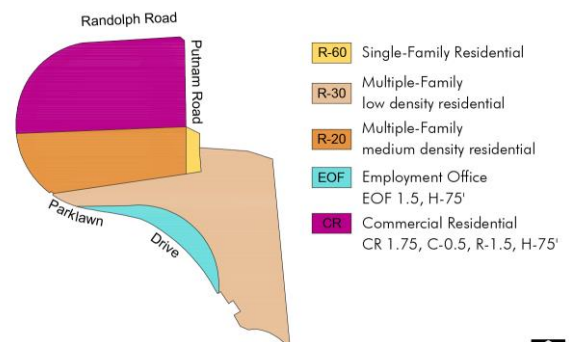 Randolph Road
Putnam Road
Parklawn
Drive
R-60 Single-Family Residential
R-30 Multiple-Family
low density residential
R-20 Multiple-Family
medium density residential
EOF Employment Office
EOF 1.5, H-75'
CR Commercial Residential
CR 1.75, C-0.5, R-1.5, H-75'